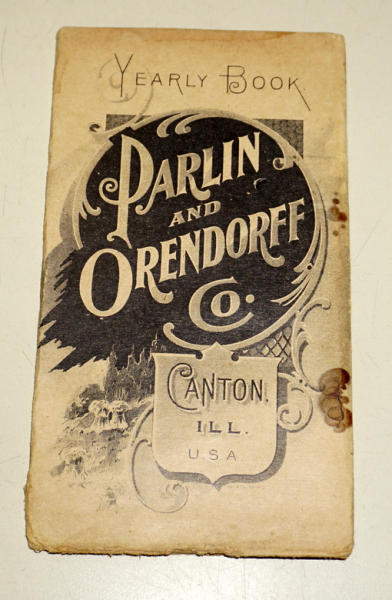 YEARLY BOOK
PARLIN
AND
ORENDORFF
CO.
CANTON.
ILL.
U.S.A